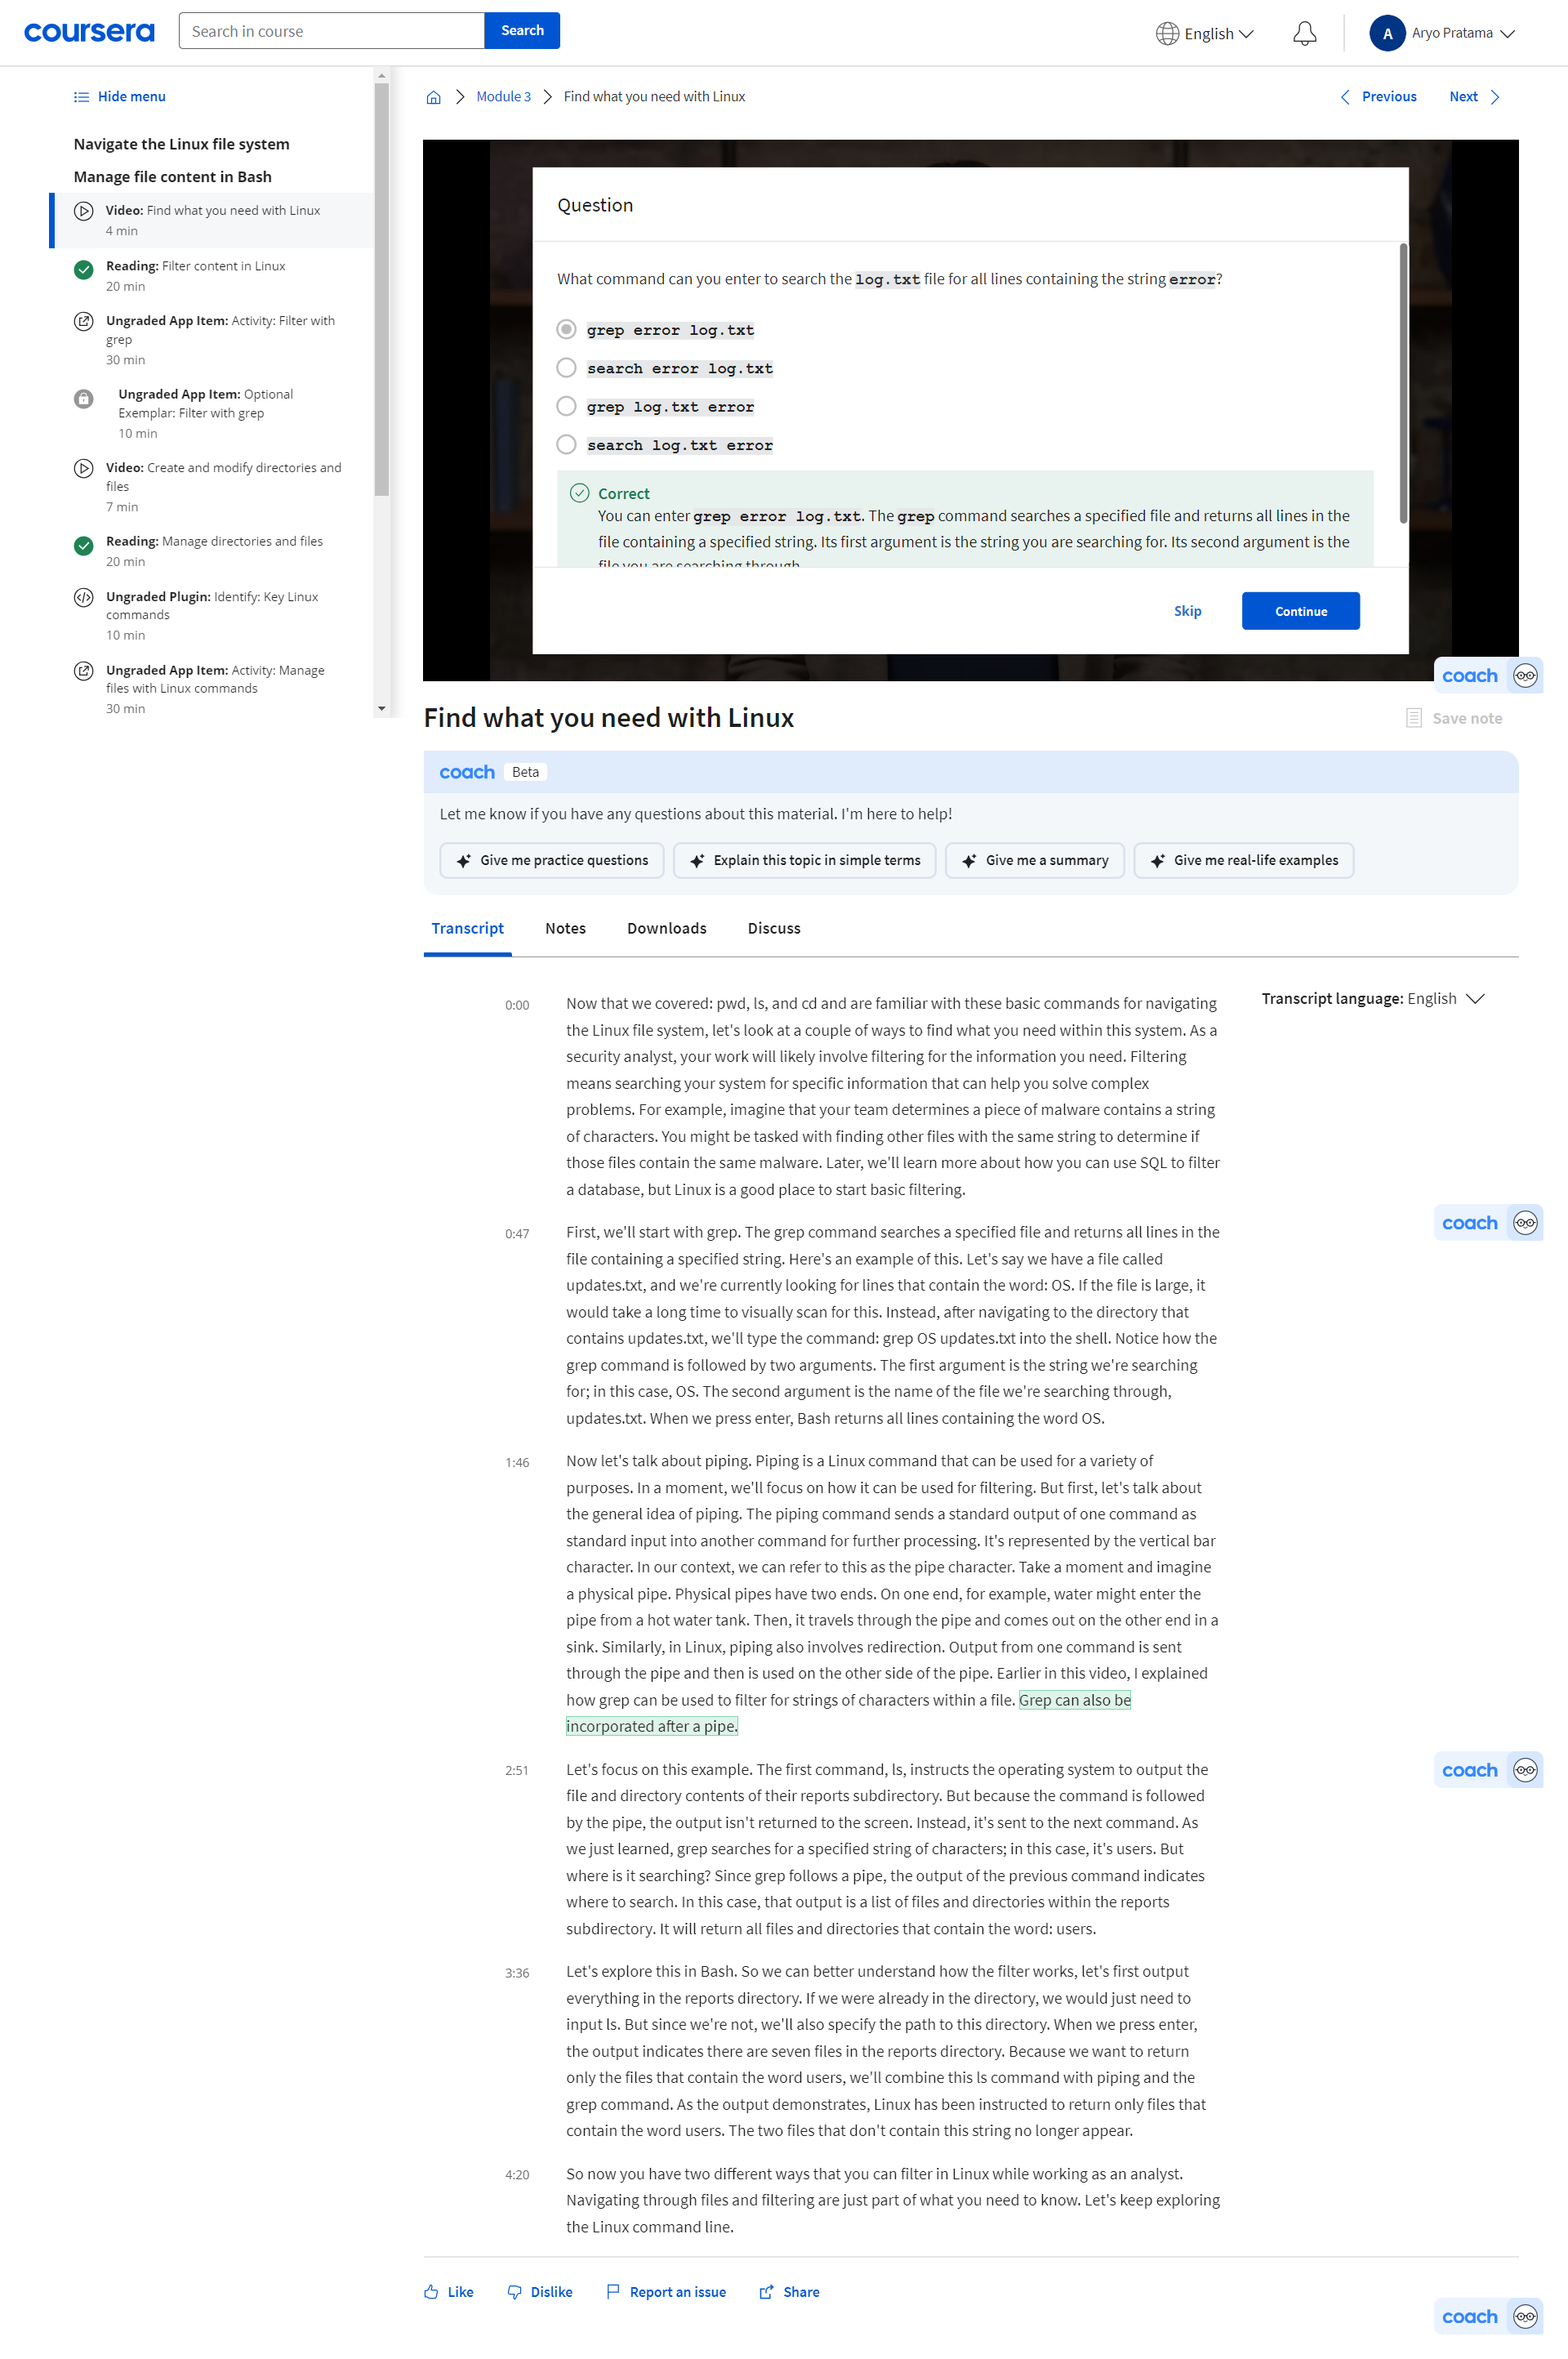 coursera
Search in course
Search
English
A
Aryo Pratama
Hide menu
Navigate the Linux file system
Manage file content in Bash
Video: Find what you need with Linux
4 min
Reading: Filter content in Linux
20 min
Ungraded App Item: Activity: Filter with
grep
30 min
Ungraded App Item: Optional
Exemplar: Filter with grep
10 min
Video: Create and modify directories and
files
7 min
Reading: Manage directories and files
20 min
Ungraded Plugin: Identify: Key Linux
commands
10 min
Ungraded App Item: Activity: Manage
files with Linux commands
30 min
Module 3
Find what you need with Linux
Previous
Next
Question
What command can you enter to search the log.txt file for all lines containing the string error?
grep error log.txt
search error log.txt
grep log.txt error
search log.txt error
Correct
You can enter grep error log.txt. The grep command searches a specified file and returns all lines in the
file containing a specified string. Its first argument is the string you are searching for. Its second argument is the
file you are searching through.
Skip
Continue
coach
Find what you need with Linux
Save note
coach
Beta
Let me know if you have any questions about this material. I'm here to help!
Give me practice questions
Explain this topic in simple terms
Give me a summary
Give me real-life examples
Transcript
Notes
Downloads
Discuss
Transcript language: English
0:00
Now that we covered: pwd, ls, and cd and are familiar with these basic commands for navigating
the Linux file system, let's look at a couple of ways to find what you need within this system. As a
security analyst, your work will likely involve filtering for the information you need. Filtering
means searching your system for specific information that can help you solve complex
problems. For example, imagine that your team determines a piece of malware contains a string
of characters. You might be tasked with finding other files with the same string to determine if
those files contain the same malware. Later, we'll learn more about how you can use SQL to filter
a database, but Linux is a good place to start basic filtering.
0:47
First, we'll start with grep. The grep command searches a specified file and returns all lines in the
file containing a specified string. Here's an example of this. Let's say we have a file called
updates.txt, and we're currently looking for lines that contain the word: OS. If the file is large, it
would take a long time to visually scan for this. Instead, after navigating to the directory that
contains updates.txt, we'll type the command: grep OS updates.txt into the shell. Notice how the
grep command is followed by two arguments. The first argument is the string we're searching
for; in this case, OS. The second argument is the name of the file we're searching through,
updates.txt. When we press enter, Bash returns all lines containing the word OS.
coach
1:46
Now let's talk about piping. Piping is a Linux command that can be used for a variety of
purposes. In a moment, we'll focus on how it can be used for filtering. But first, let's talk about
the general idea of piping. The piping command sends a standard output of one command as
standard input into another command for further processing. It's represented by the vertical bar
character. In our context, we can refer to this as the pipe character. Take a moment and imagine
a physical pipe. Physical pipes have two ends. On one end, for example, water might enter the
pipe from a hot water tank. Then, it travels through the pipe and comes out on the other end in a
sink. Similarly, in Linux, piping also involves redirection. Output from one command is sent
through the pipe and then is used on the other side of the pipe. Earlier in this video, I explained
how grep can be used to filter for strings of characters within a file. Grep can also be
incorporated after a pipe.
2:51
Let's focus on this example. The first command, ls, instructs the operating system to output the
file and directory contents of their reports subdirectory. But because the command is followed
by the pipe, the output isn't returned to the screen. Instead, it's sent to the next command. As
we just learned, grep searches for a specified string of characters; in this case, it's users. But
where is it searching? Since grep follows a pipe, the output of the previous command indicates
where to search. In this case, that output is a list of files and directories within the reports
subdirectory. It will return all files and directories that contain the word: users.
coach
3:36
Let's explore this in Bash. So we can better understand how the filter works, let's first output
everything in the reports directory. If we were already in the directory, we would just need to
input ls. But since we're not, we'll also specify the path to this directory. When we press enter,
the output indicates there are seven files in the reports directory. Because we want to return
only the files that contain the word users, we'll combine this ls command with piping and the
grep command. As the output demonstrates, Linux has been instructed to return only files that
contain the word users. The two files that don't contain this string no longer appear.
4:20
So now you have two different ways that you can filter in Linux while working as an analyst.
Navigating through files and filtering are just part of what you need to know. Let's keep exploring
the Linux command line.
Like
Dislike
Report an issue
Share
coach